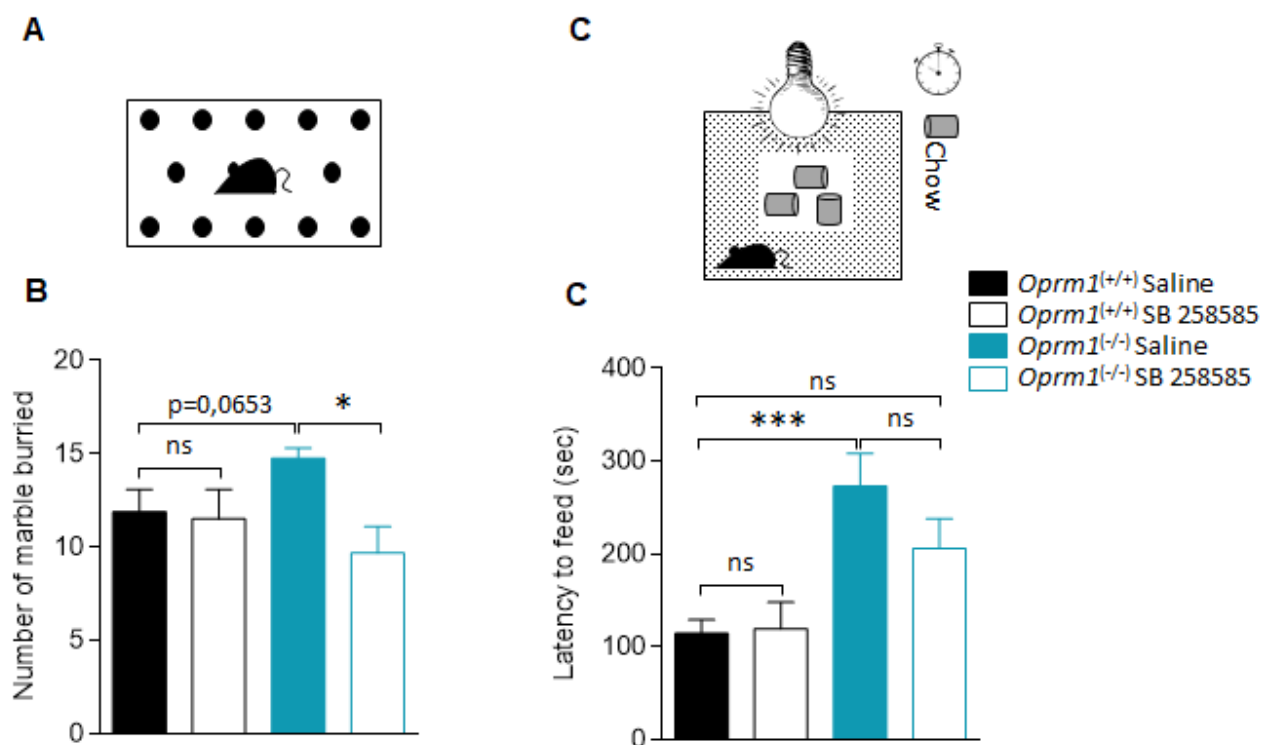 A
C
Chow
Oprm1(+/+) Saline
Oprm1(+/+) SB 258585
Oprm1(-/-) Saline
Oprm1(-/-) SB 258585
B
Number of marble burried
20
15
10
5
0
p=0,0653
*
ns
C
Latency to feed (sec)
400
300
200
100
0
ns
***
ns
ns